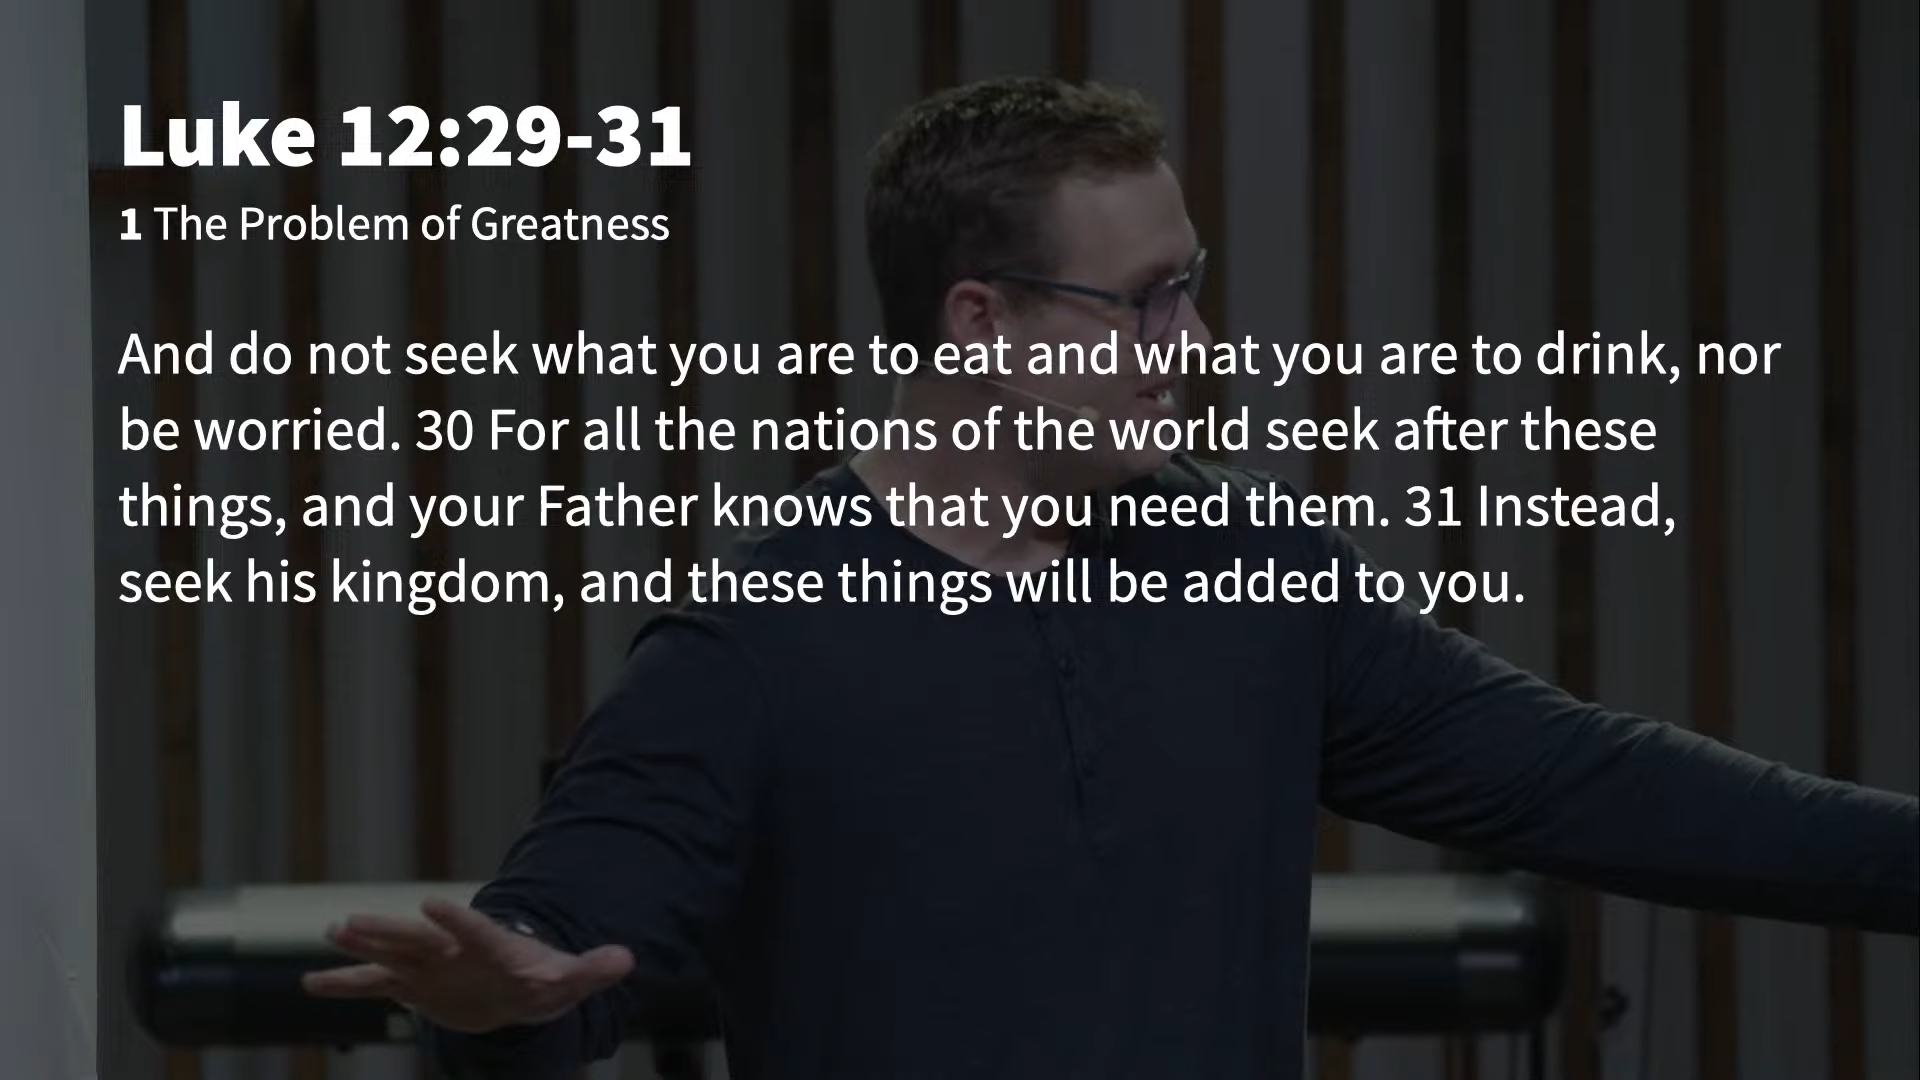 Luke 12:29-31
1 The Problem of Greatness
And do not seek what you are to eat and what you are to drink, nor
be worried. 30 For all the nations of the world seek after these
things, and your Father knows that you need them. 31 Instead,
seek his kingdom, and these things will be added to you.